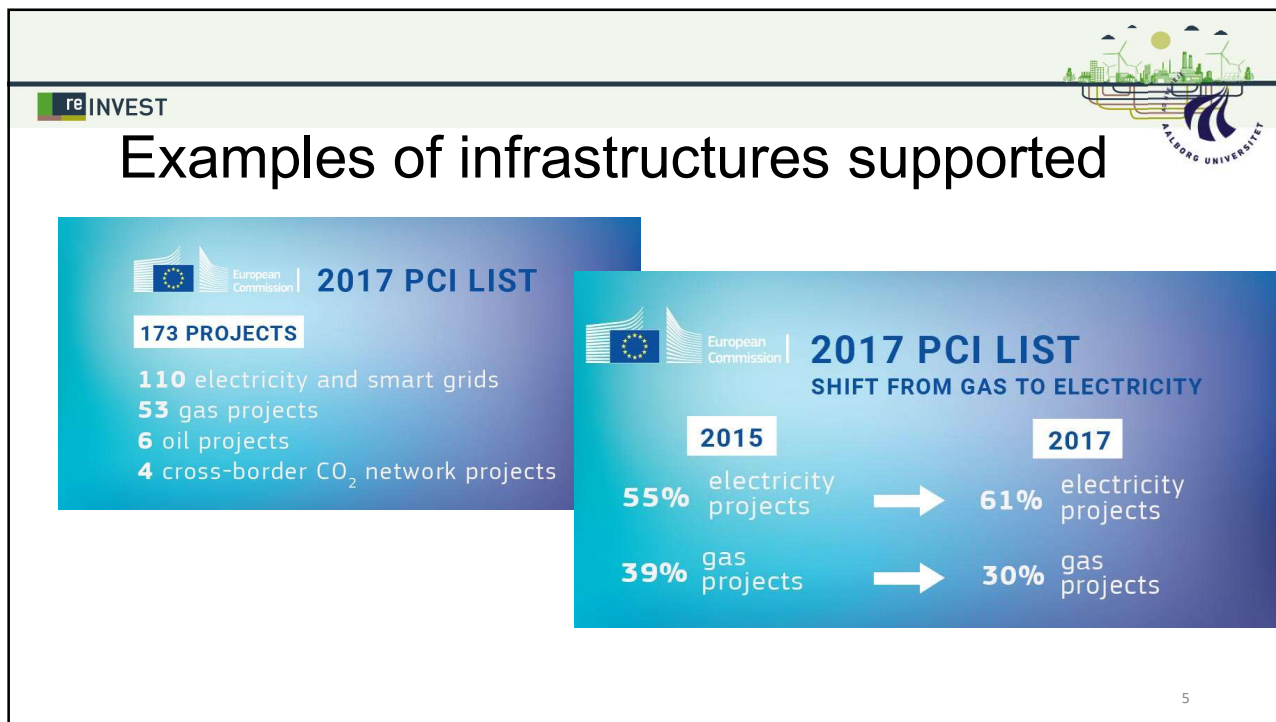 re INVEST
AALBORG UNIVERSITET
Examples of infrastructures supported
European
Commission
2017 PCI LIST
173 PROJECTS
110 electricity and smart grids
53 gas projects
6 oil projects
4 cross-border CO₂ network projects
European
Commission
2017 PCI LIST
SHIFT FROM GAS TO ELECTRICITY
2015
2017
55% electricity projects
61% electricity projects
39% gas projects
30% gas projects
5